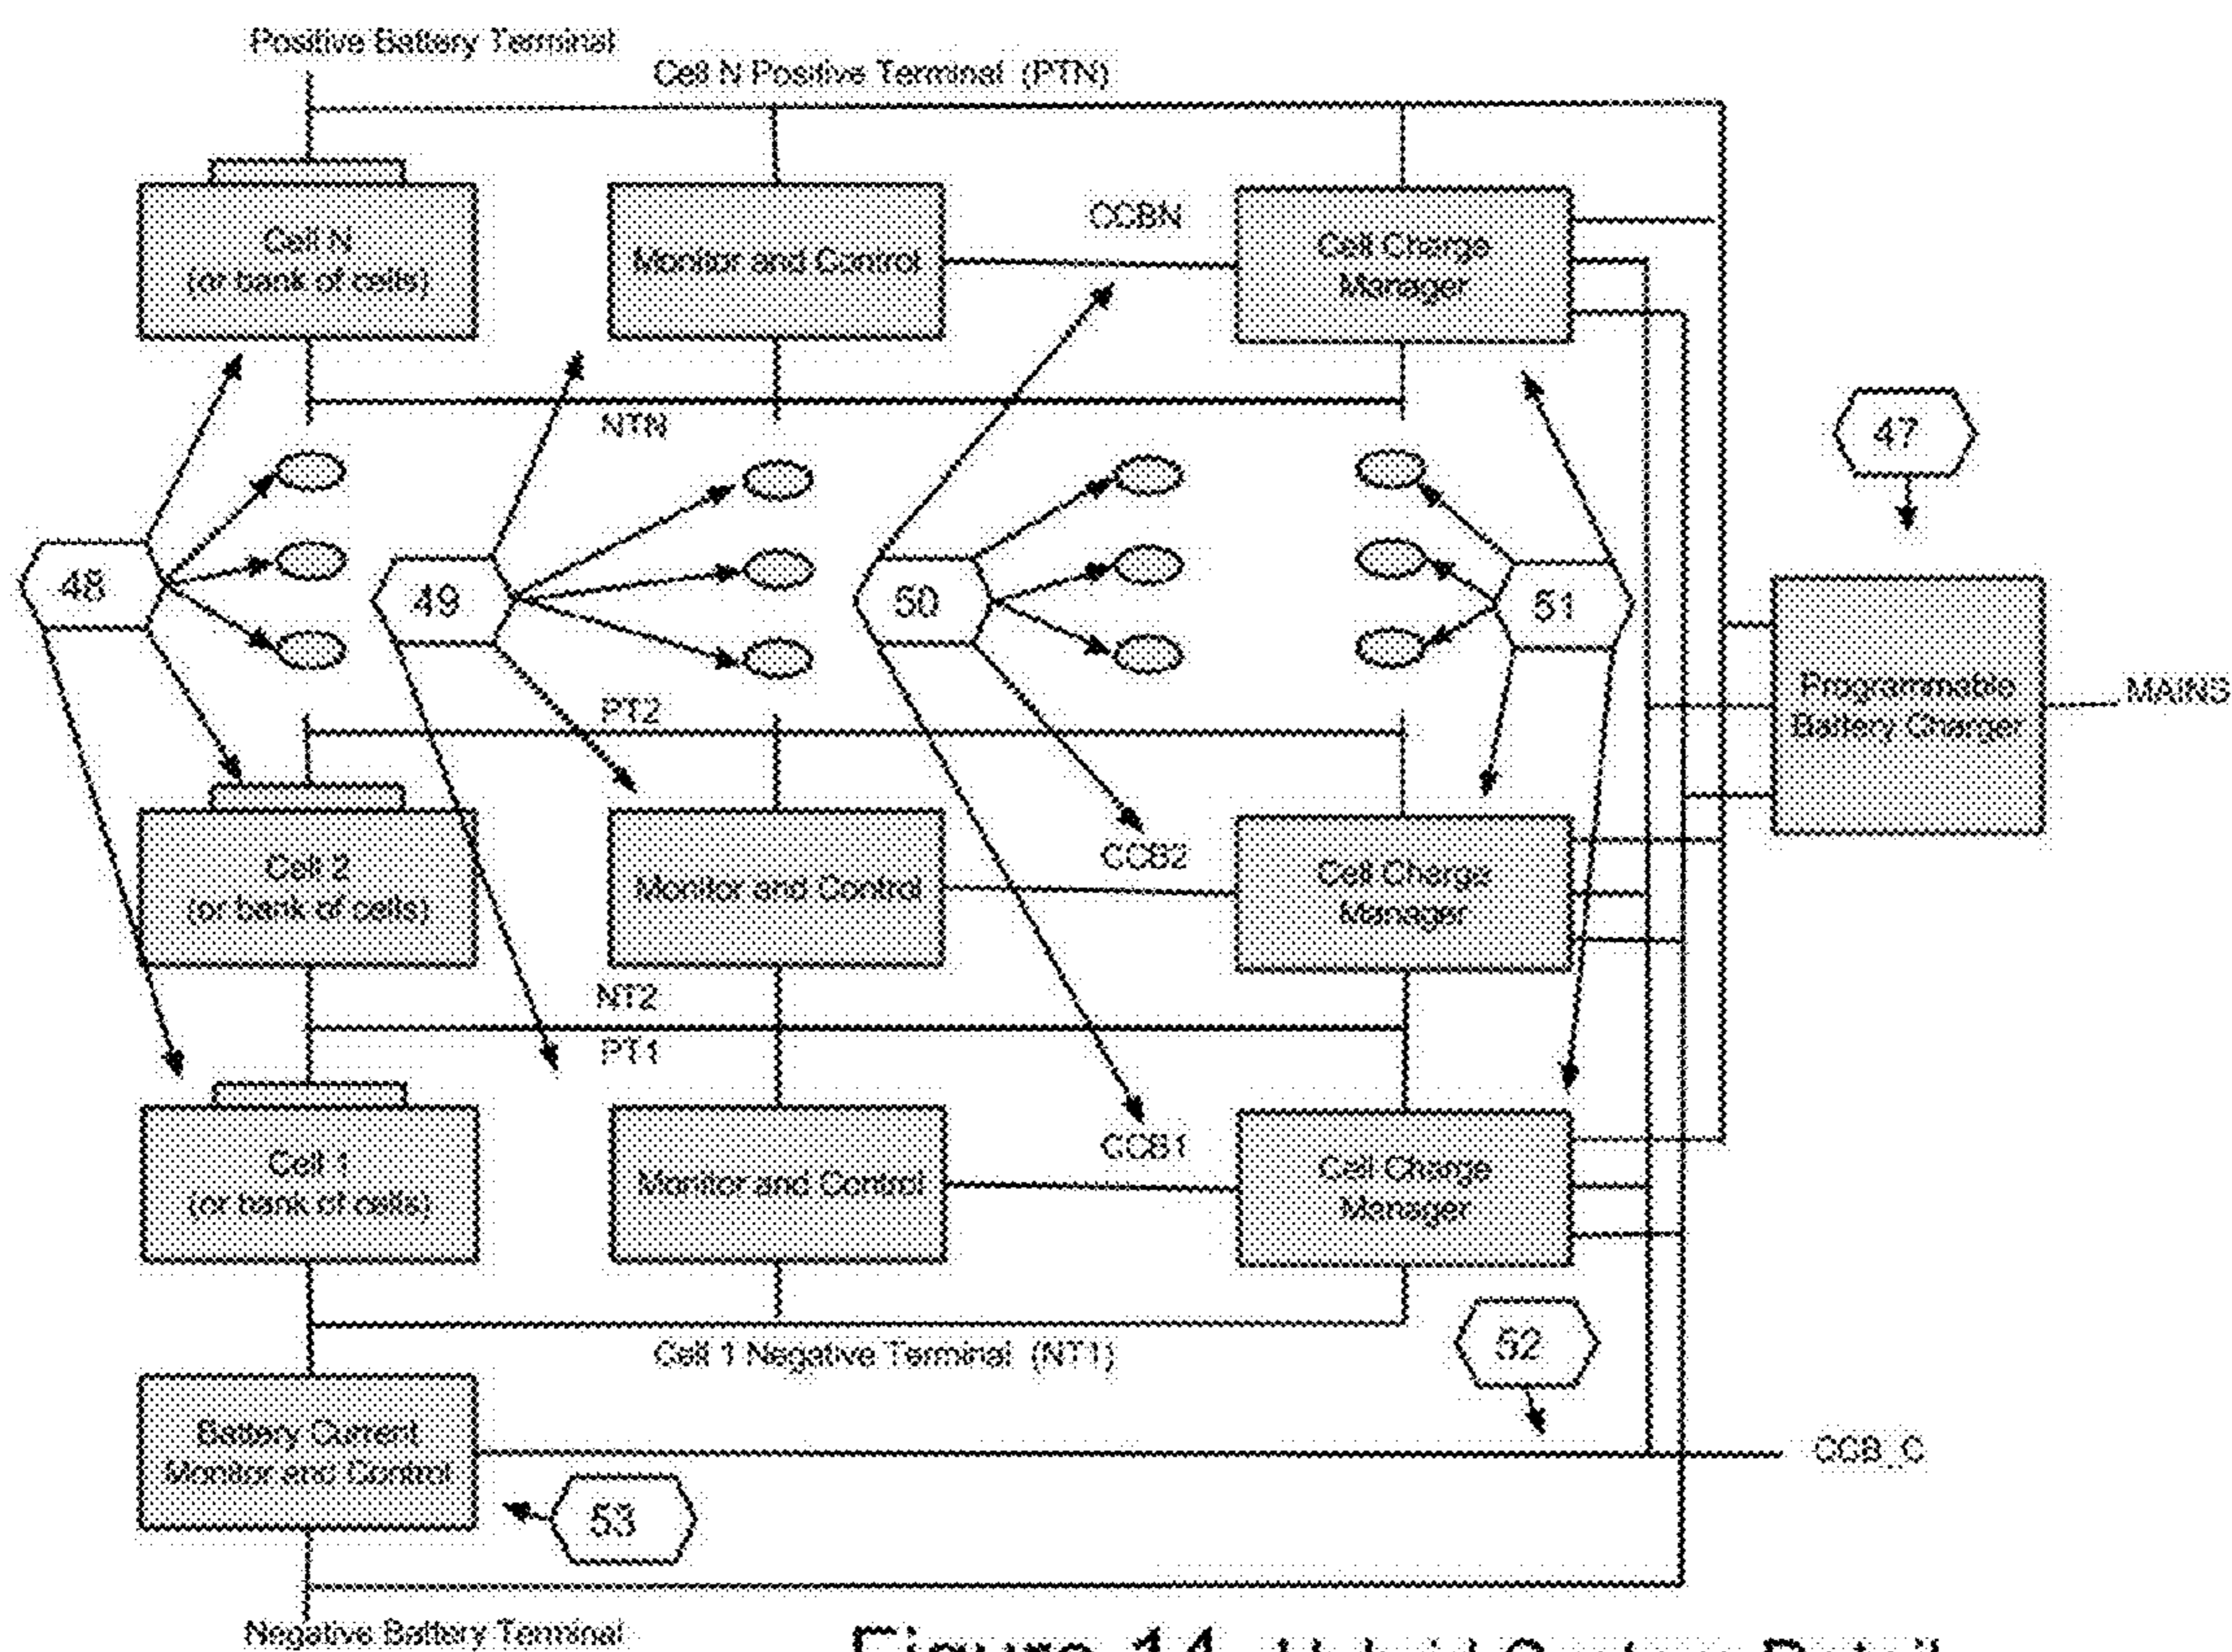 Positive Battery Terminal
Cell N Positive Terminal (PTN)
Cell N
(or bank of cells)
Monitor and Control
CCBN
Cell Charge
Manager
NTN
47
48
49
50
51
Programmable
Battery Charger
MAINS
PT2
Cell 2
(or bank of cells)
Monitor and Control
CCB2
Cell Charge
Manager
NT2
PT1
Cell 1
(or bank of cells)
Monitor and Control
CCB1
Cell Charge
Manager
Cell 1 Negative Terminal (NT1)
52
Battery Current
Monitor and Control
CCB_C
53
Negative Battery Terminal
Figure 14